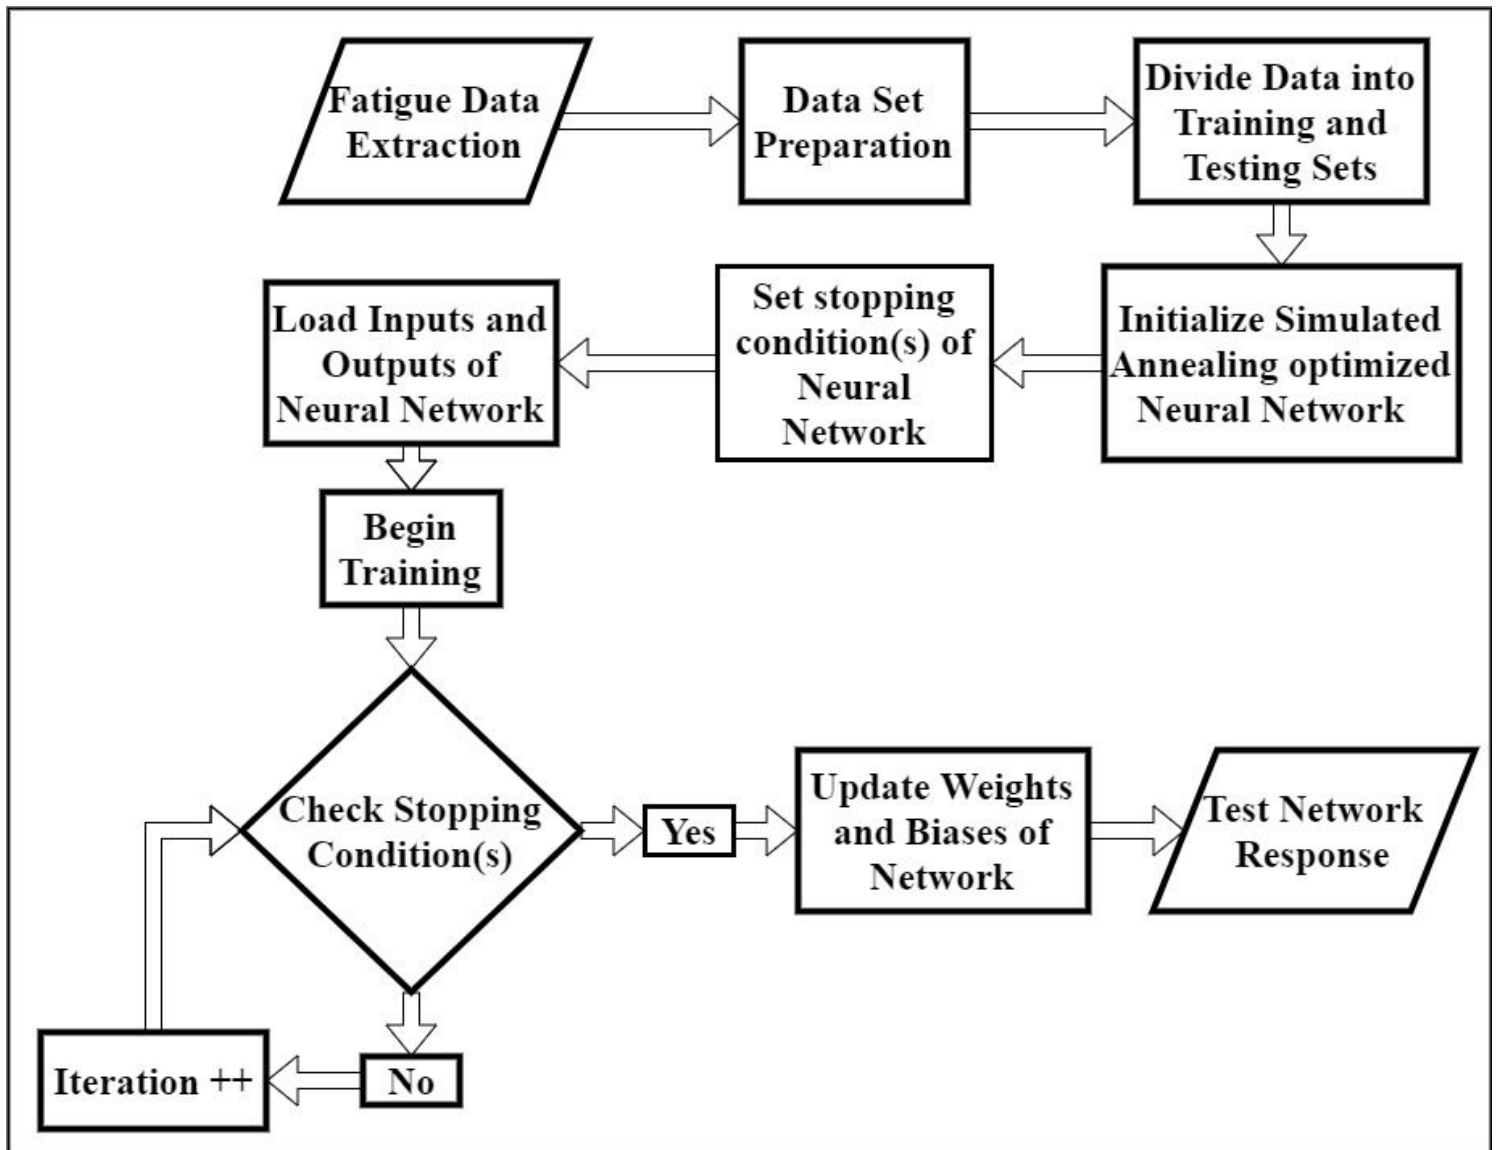 Fatigue Data
Extraction
Data Set
Preparation
Divide Data into
Training and
Testing Sets
Initialize Simulated
Annealing optimized
Neural Network
Set stopping
condition(s) of
Neural
Network
Load Inputs and
Outputs of
Neural Network
Begin
Training
Check Stopping
Condition(s)
Yes
Update Weights
and Biases of
Network
Test Network
Response
No
Iteration ++